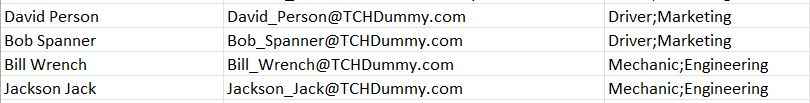 David Person David_Person@TCHDummy.com Driver;Marketing
Bob Spanner Bob_Spanner@TCHDummy.com Driver;Marketing
Bill Wrench Bill_Wrench@TCHDummy.com Mechanic;Engineering
Jackson Jack Jackson_Jack@TCHDummy.com Mechanic;Engineering